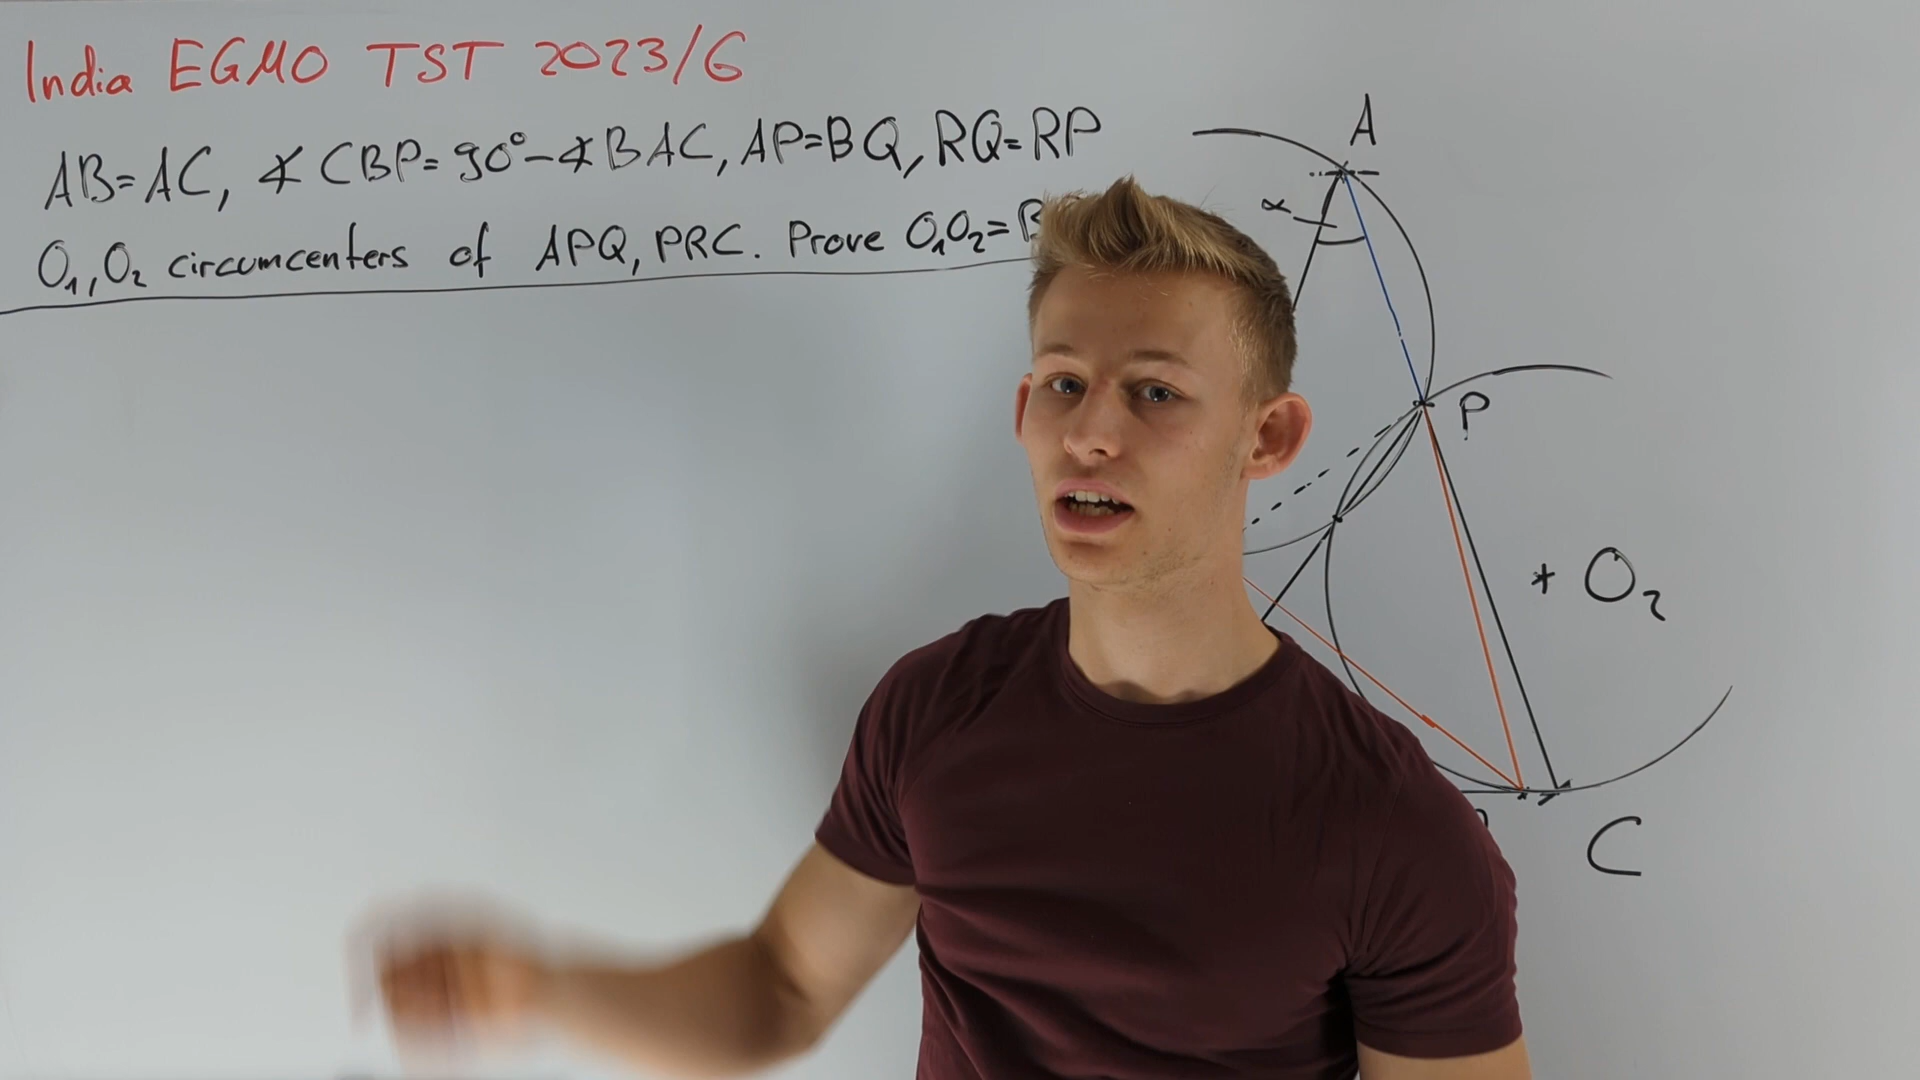 India EGMO TST 2023/6
AB=AC, ∡CBP=90°-∡BAC, AP=BQ, RQ=RP
O₁,O₂ circumcenters of APQ, PRC. Prove O₁O₂=
A
α
P
O₂
C